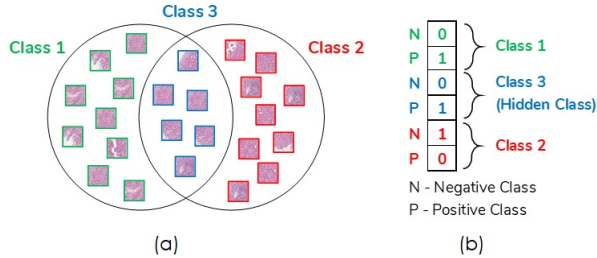 Class 3
Class 1
Class 2
(a)
N 0
P 1
Class 1
N 0
P 1
Class 3
(Hidden Class)
N 1
P 0
Class 2
N - Negative Class
P - Positive Class
(b)